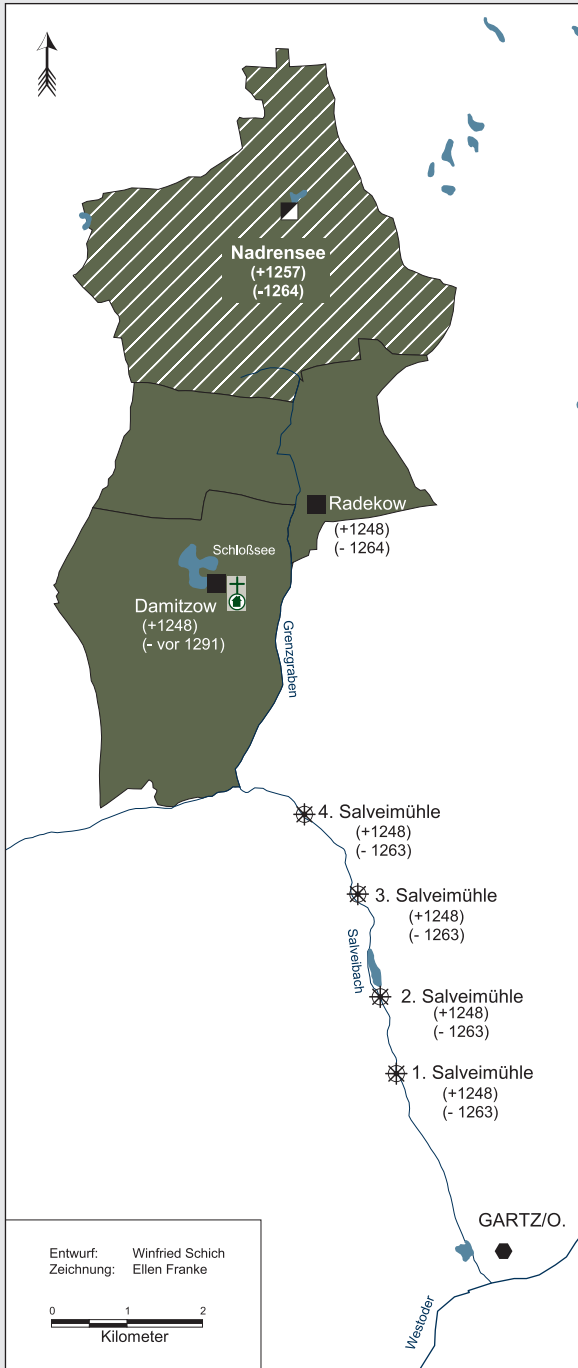 Nadrensee
(+1257)
(-1264)
Radekow
(+1248)
(- 1264)
Schloßsee
Damitzow
(+1248)
(- vor 1291)
Grenzgraben
4. Salveimühle
(+1248)
(- 1263)
3. Salveimühle
(+1248)
(- 1263)
Salveibach
2. Salveimühle
(+1248)
(- 1263)
1. Salveimühle
(+1248)
(- 1263)
GARTZ/O.
Westoder
Entwurf: Winfried Schich
Zeichnung: Ellen Franke
0 1 2
Kilometer